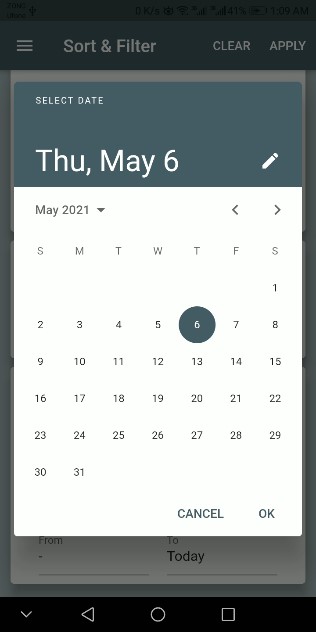 0 K/s 41% 1:09 AM
Sort & Filter CLEAR APPLY
SELECT DATE
Thu, May 6
May 2021
S M T W T F S
1
2 3 4 5 6 7 8
9 10 11 12 13 14 15
16 17 18 19 20 21 22
23 24 25 26 27 28 29
30 31
CANCEL OK
From To
- Today